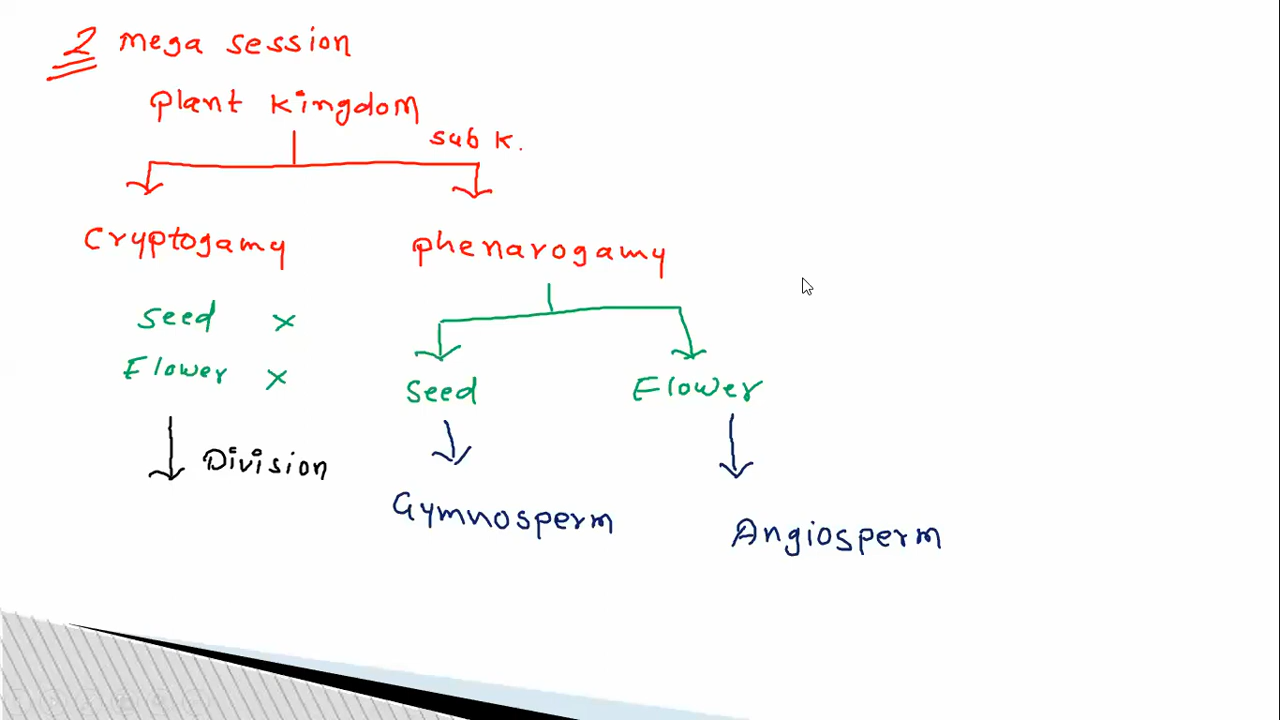 2 mega session
plant kingdom
sub K.
Cryptogamy phenarogamy
seed x
Flower x
seed Flower
Division
Gymnosperm
Angiosperm